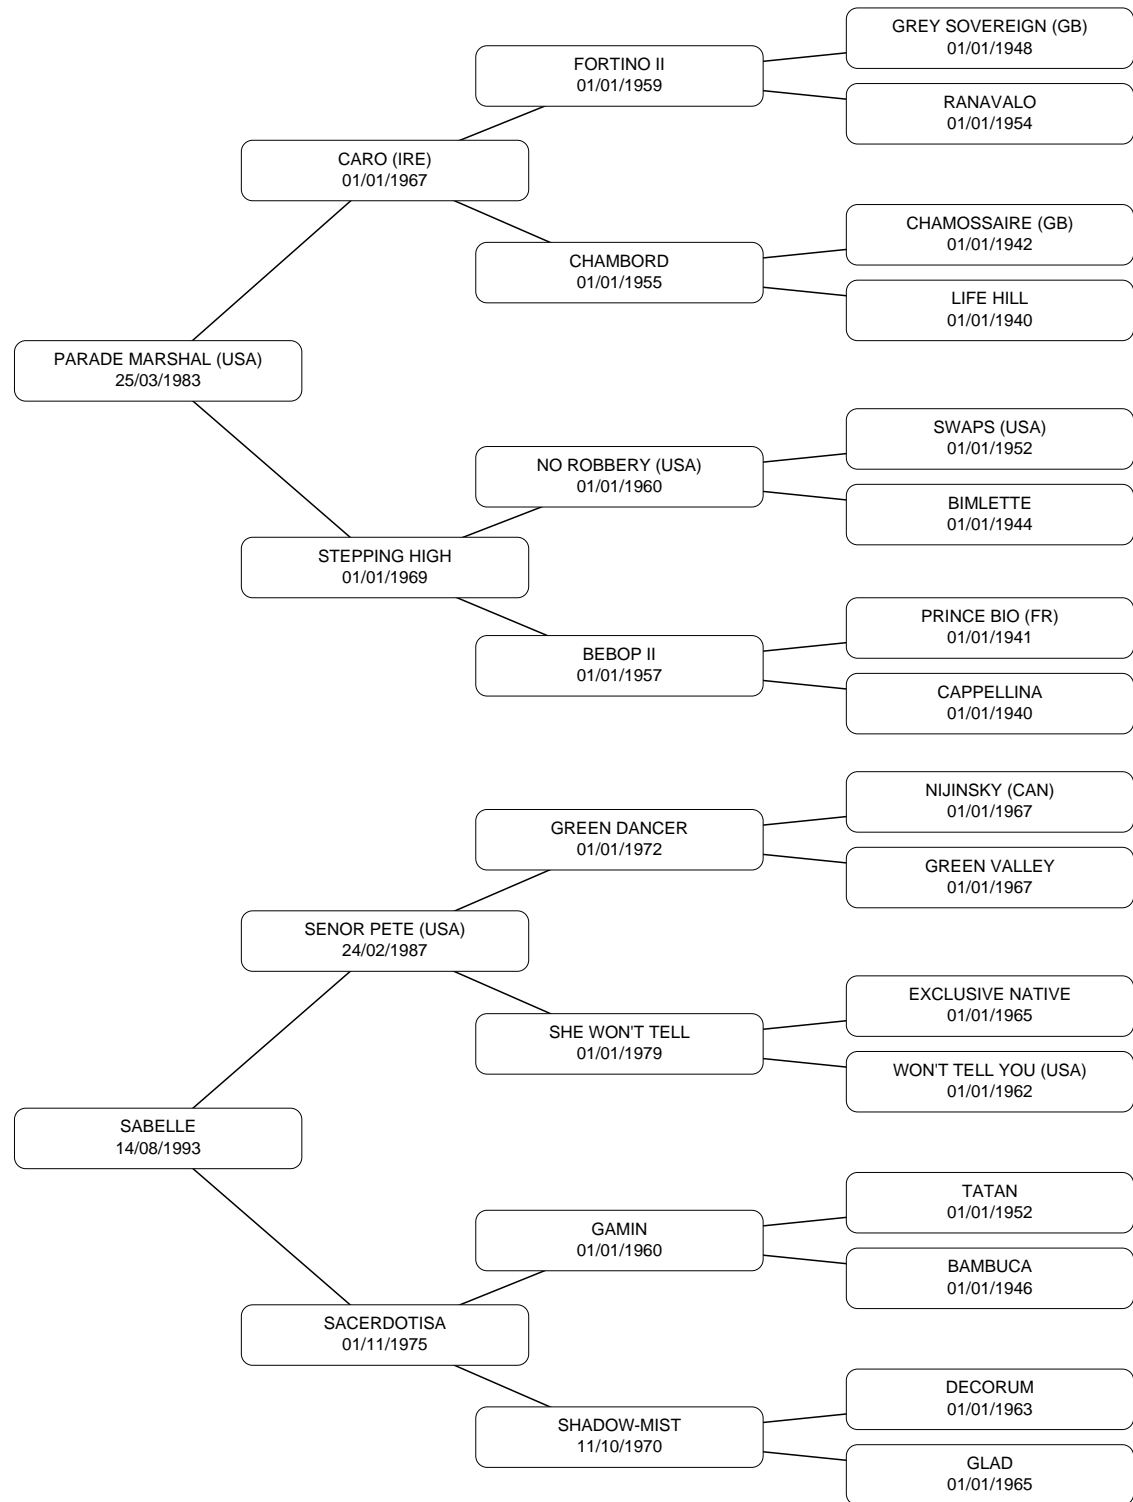 GREY SOVEREIGN (GB)
01/01/1948
FORTINO II
01/01/1959
RANAVALO
01/01/1954
CARO (IRE)
01/01/1967
CHAMOSSAIRE (GB)
01/01/1942
CHAMBORD
01/01/1955
LIFE HILL
01/01/1940
PARADE MARSHAL (USA)
25/03/1983
SWAPS (USA)
01/01/1952
NO ROBBERY (USA)
01/01/1960
BIMLETTE
01/01/1944
STEPPING HIGH
01/01/1969
PRINCE BIO (FR)
01/01/1941
BEBOP II
01/01/1957
CAPPELLINA
01/01/1940
NIJINSKY (CAN)
01/01/1967
GREEN DANCER
01/01/1972
GREEN VALLEY
01/01/1967
SENOR PETE (USA)
24/02/1987
EXCLUSIVE NATIVE
01/01/1965
SHE WON'T TELL
01/01/1979
WON'T TELL YOU (USA)
01/01/1962
SABELLE
14/08/1993
TATAN
01/01/1952
GAMIN
01/01/1960
BAMBUCA
01/01/1946
SACERDOTISA
01/11/1975
DECORUM
01/01/1963
SHADOW-MIST
11/10/1970
GLAD
01/01/1965